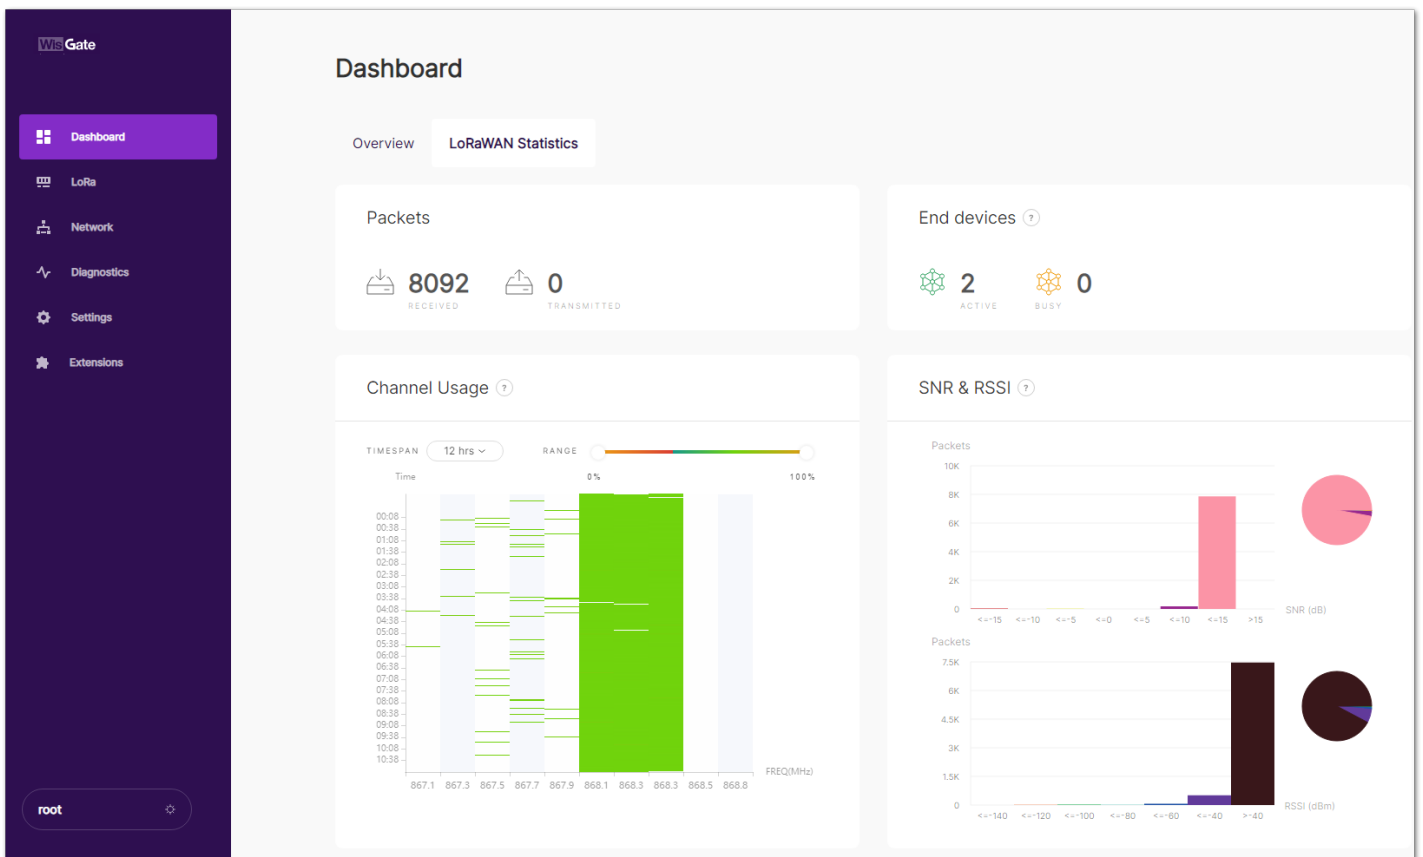 WisGate
Dashboard
LoRa
Network
Diagnostics
Settings
Extensions
root
Dashboard
Overview
LoRaWAN Statistics
Packets
8092
RECEIVED
0
TRANSMITTED
End devices ?
2
ACTIVE
0
BUSY
Channel Usage ?
TIMESPAN 12 hrs RANGE
0% 100%
Time
00:08
00:38
01:08
01:38
02:08
02:38
03:08
03:38
04:08
04:38
05:08
05:38
06:08
06:38
07:08
07:38
08:08
08:38
09:08
09:38
10:08
10:38
FREQ(MHz)
867.1 867.3 867.5 867.7 867.9 868.1 868.3 868.3 868.5 868.8
SNR & RSSI ?
Packets
10K
8K
6K
4K
2K
0
SNR (dB)
<=-15 <=-10 <=-5 <=0 <=5 <=10 <=15 >15
Packets
7.5K
6K
4.5K
3K
1.5K
0
RSSI (dBm)
<=-140 <=-120 <=-100 <=-80 <=-60 <=-40 >-40